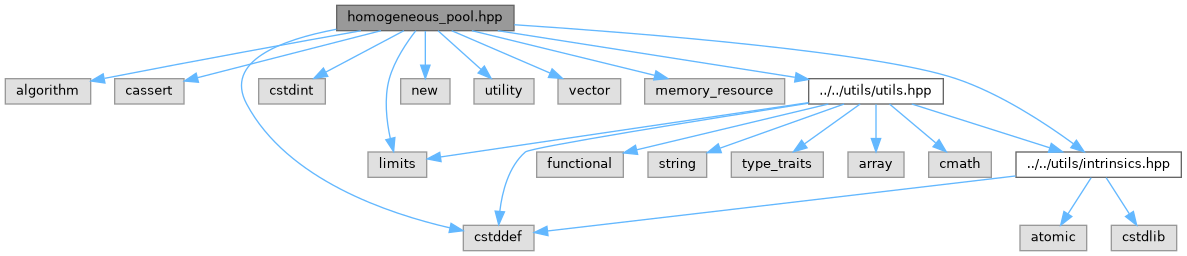 homogeneous_pool.hpp
algorithm
cassert
cstdint
new
utility
vector
memory_resource
../../utils/utils.hpp
limits
functional
string
type_traits
array
cmath
../../utils/intrinsics.hpp
cstddef
atomic
cstdlib